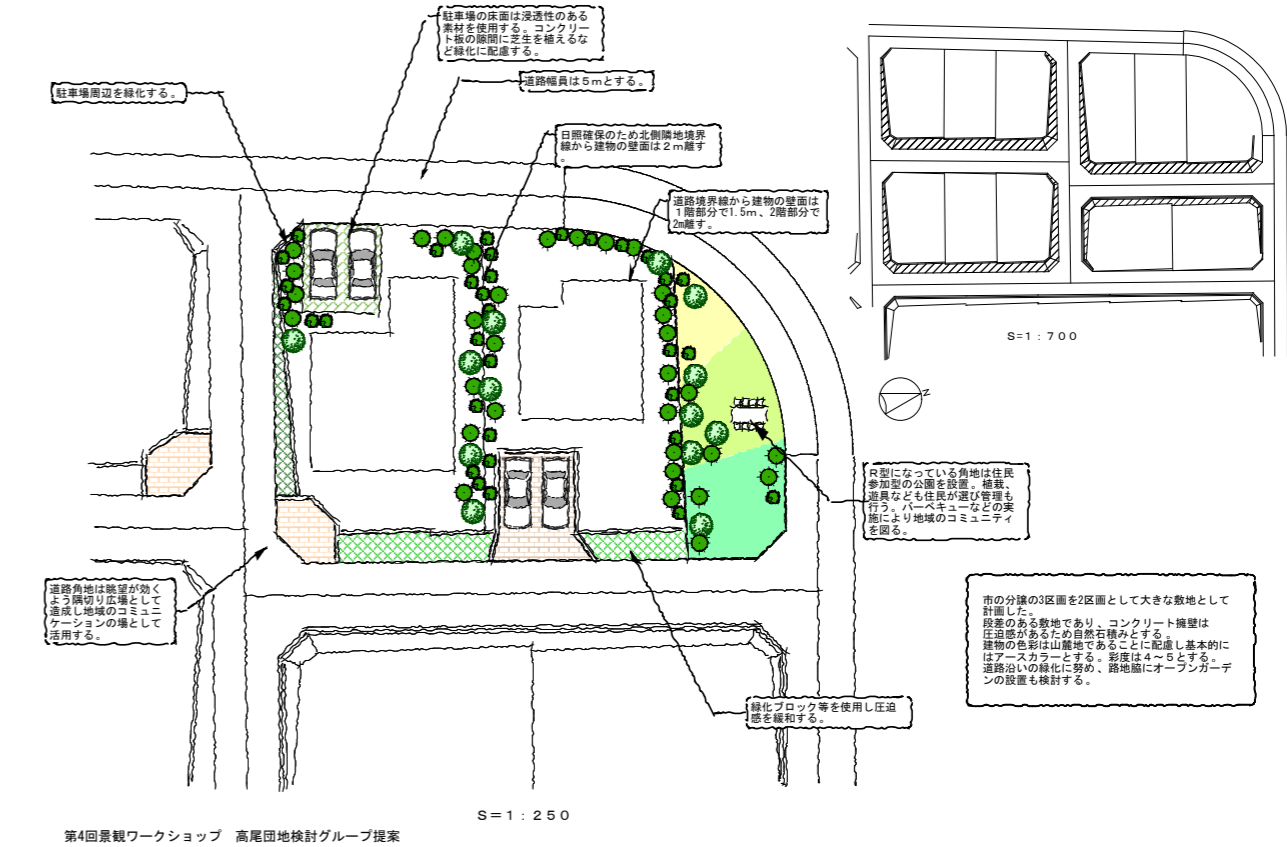 駐車場の床面は浸透性のある
素材を使用する。コンクリー
ト板の隙間に芝生を植えるな
ど緑化に配慮する。
道路幅員は５ｍとする。
駐車場周辺を緑化する。
日照確保のため北側隣地境界
線から建物の壁面は２ｍ離す
。
道路境界線から建物の壁面は
１階部分で1.5ｍ、2階部分で
2m離す。
S=1：700
N
Ｒ型になっている角地は住民
参加型の公園を設置。植栽、
遊具なども住民が選び管理も
行う。バーベキューなどの実
施により地域のコミュニティ
を図る。
道路角地は眺望が効く
よう隅切り広場として
造成し地域のコミュニ
ケーションの場として
活用する。
市の分譲の3区画を2区画として大きな敷地として
計画した。
段差のある敷地であり、コンクリート擁壁は
圧迫感があるため自然石積みとする。
建物の色彩は山麓地であることに配慮し基本的に
はアースカラーとする。彩度は４～５とする。
道路沿いの緑化に努め、路地脇にオープンガーデ
ンの設置も検討する。
緑化ブロック等を使用し圧迫
感を緩和する。
S＝1：250
第4回景観ワークショップ　高尾団地検討グループ提案